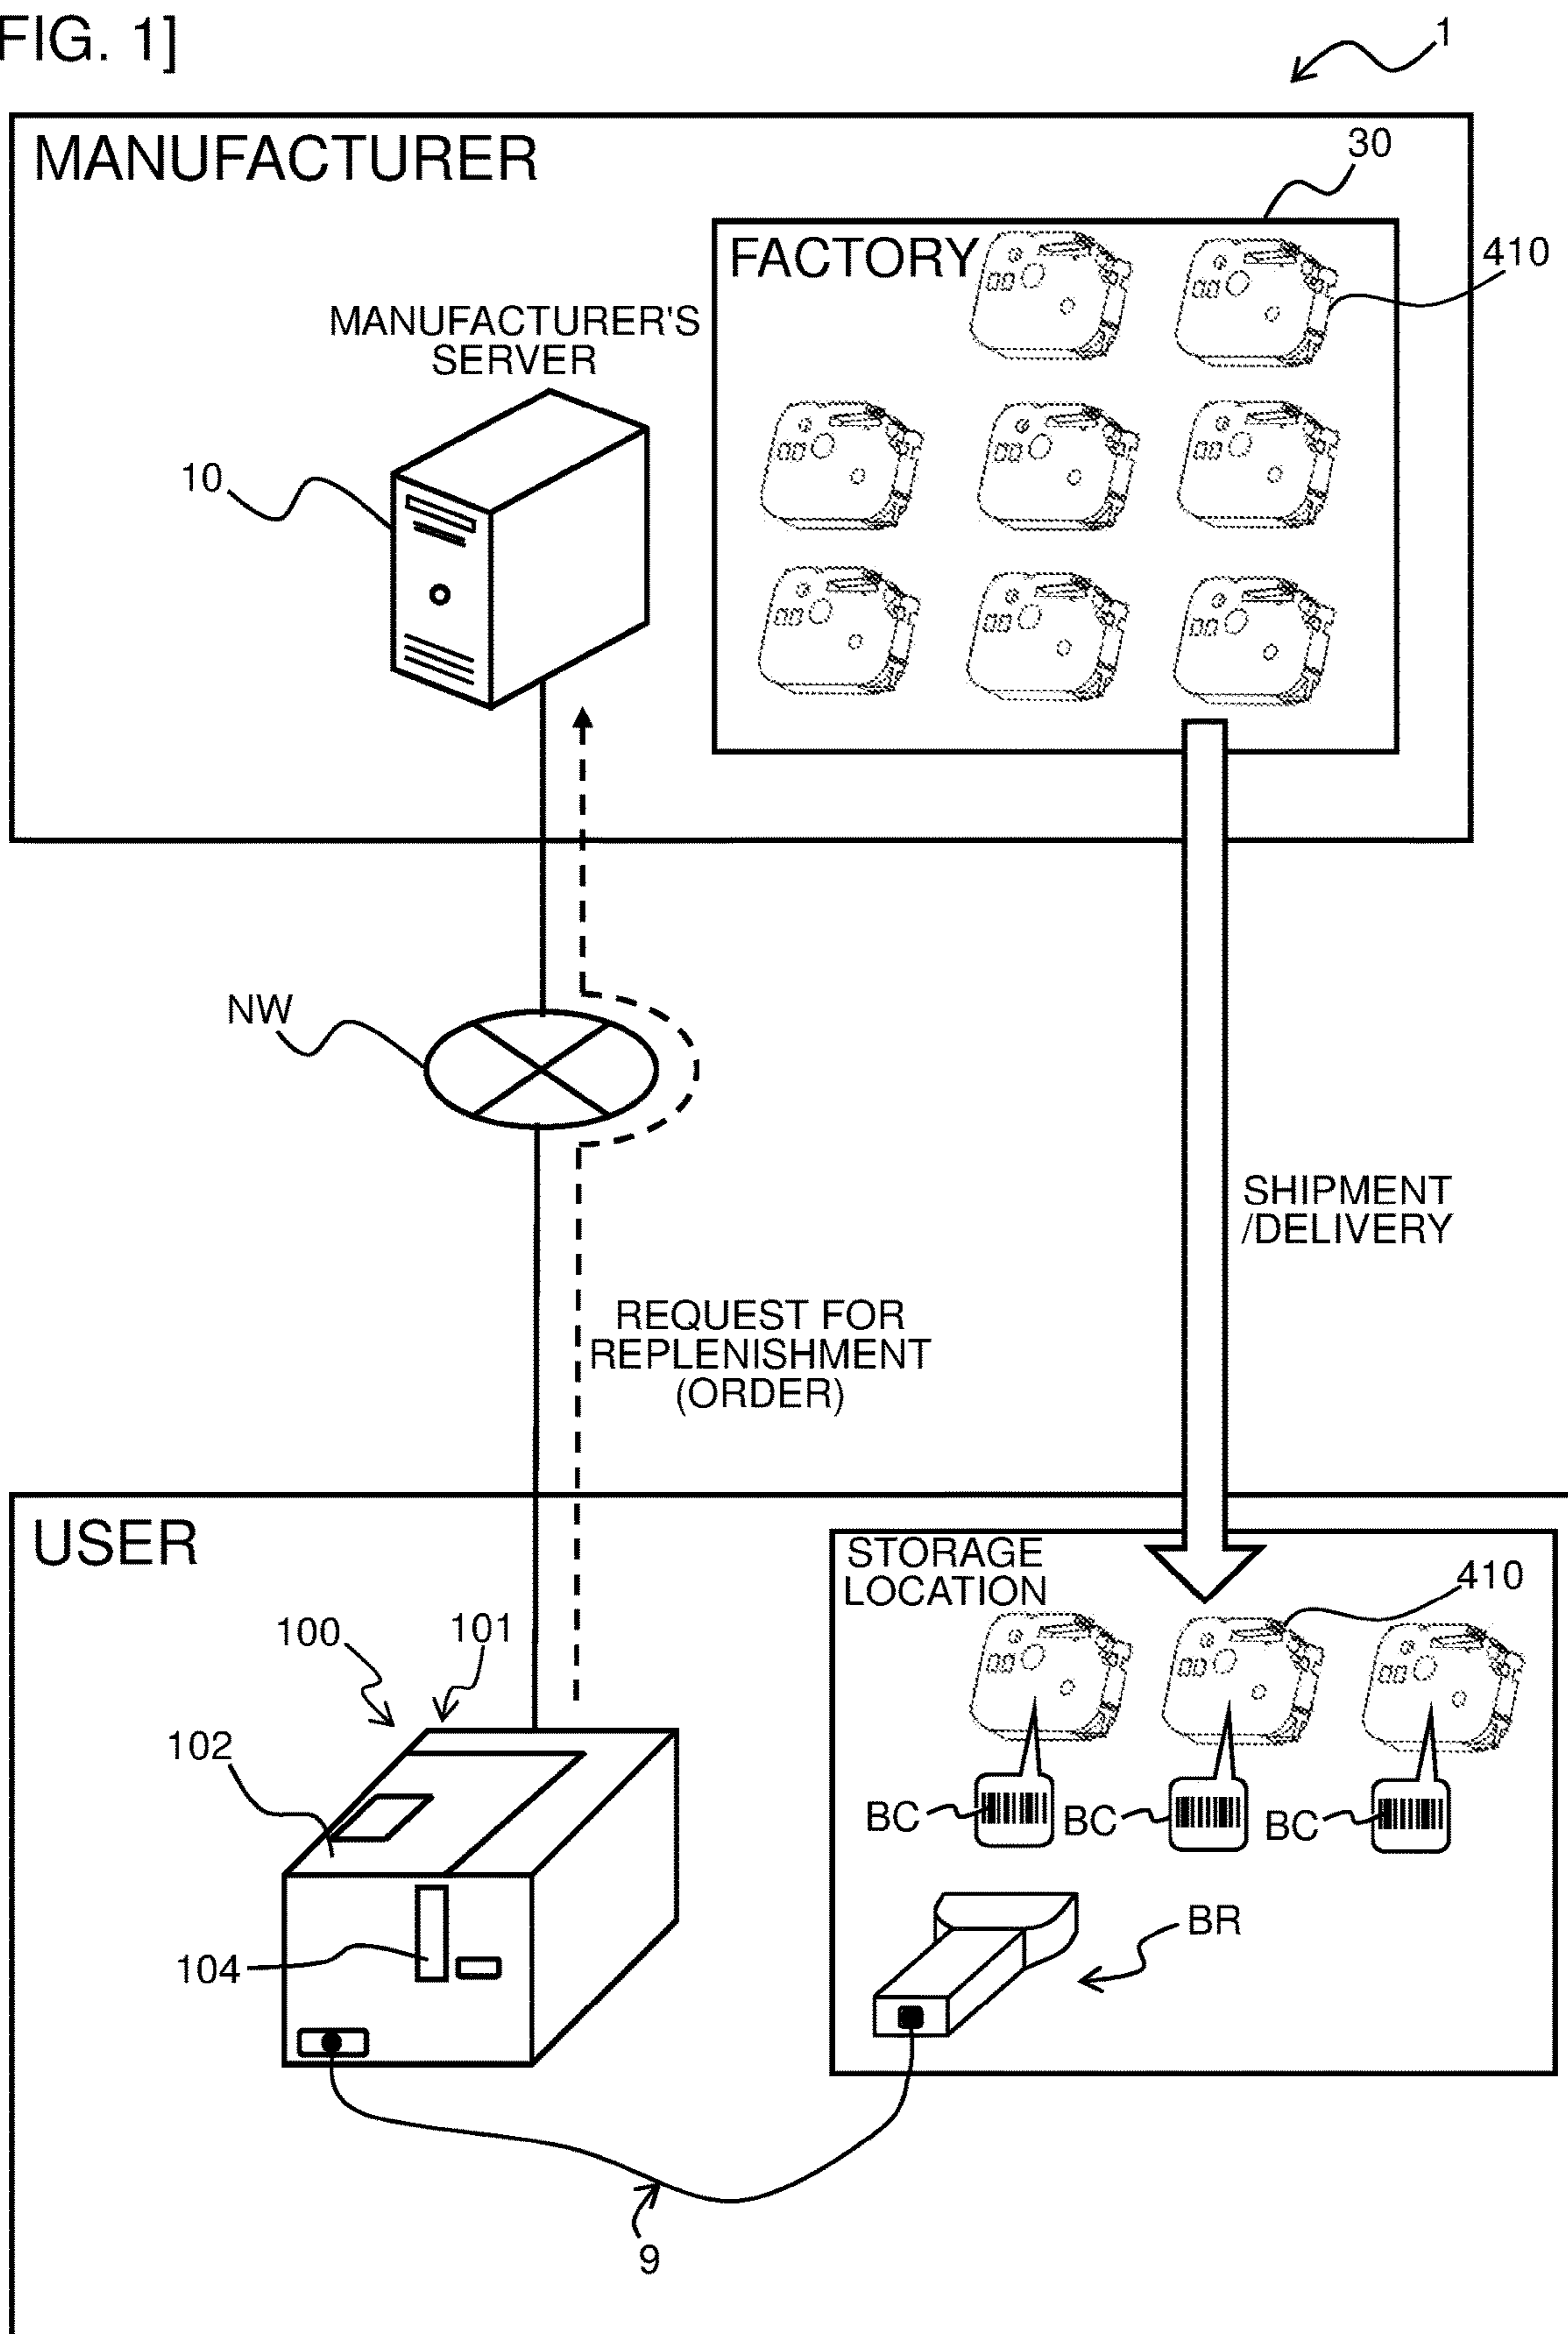 FIG. 1]
1
MANUFACTURER
30
FACTORY
410
MANUFACTURER'S
SERVER
10
NW
SHIPMENT
/DELIVERY
REQUEST FOR
REPLENISHMENT
(ORDER)
USER
STORAGE
LOCATION
410
100
101
102
BC
BC
BC
104
BR
9